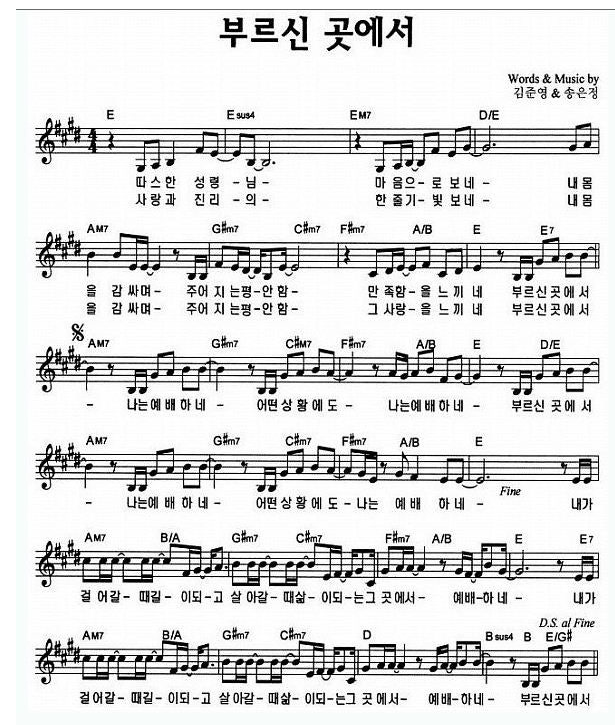 부르신 곳에서
Words & Music by
김준영 & 송은정
E Esus4 EM7 D/E
따스한 성령 - 님 - 마음으 - 로 보네 - 내 몸
사랑과 진리 - 의 - 한 줄기 - 빛 보네 - 내 몸
AM7 G#m7 C#m7 F#m7 A/B E E7
을 감싸며 - 주어 지는평 - 안 함 - 만 족함 - 을 느끼 네 부르신 곳에서
을 감싸며 - 주어 지는평 - 안 함 - 그 사랑 - 을 느끼 네 부르신 곳에서
AM7 G#m7 C#M7 F#m7 A/B E D/E
- 나는예배하네 - 어떤상황에도 - 나는예배하네 - 부르신 곳에서
AM7 G#m7 C#m7 F#m7 A/B E
Fine
- 나는예배하네 - 어떤상황에도 - 나는 예배 하네 - 내가
AM7 B/A G#m7 C#m7 F#m7 A/B E E7
걸어갈 - 때길 - 이되 - 고 살아갈 - 때삶 - 이되 - 는그 곳에서 - 예배 - 하네 - 내가
D.S. al Fine
AM7 B/A G#m7 C#m7 D Bsus4 B E/G#
걸어갈 - 때길 - 이되 - 고 살아갈 - 때삶 - 이되 - 는그 곳에서 - 예배 - 하네 - 부르신곳에서